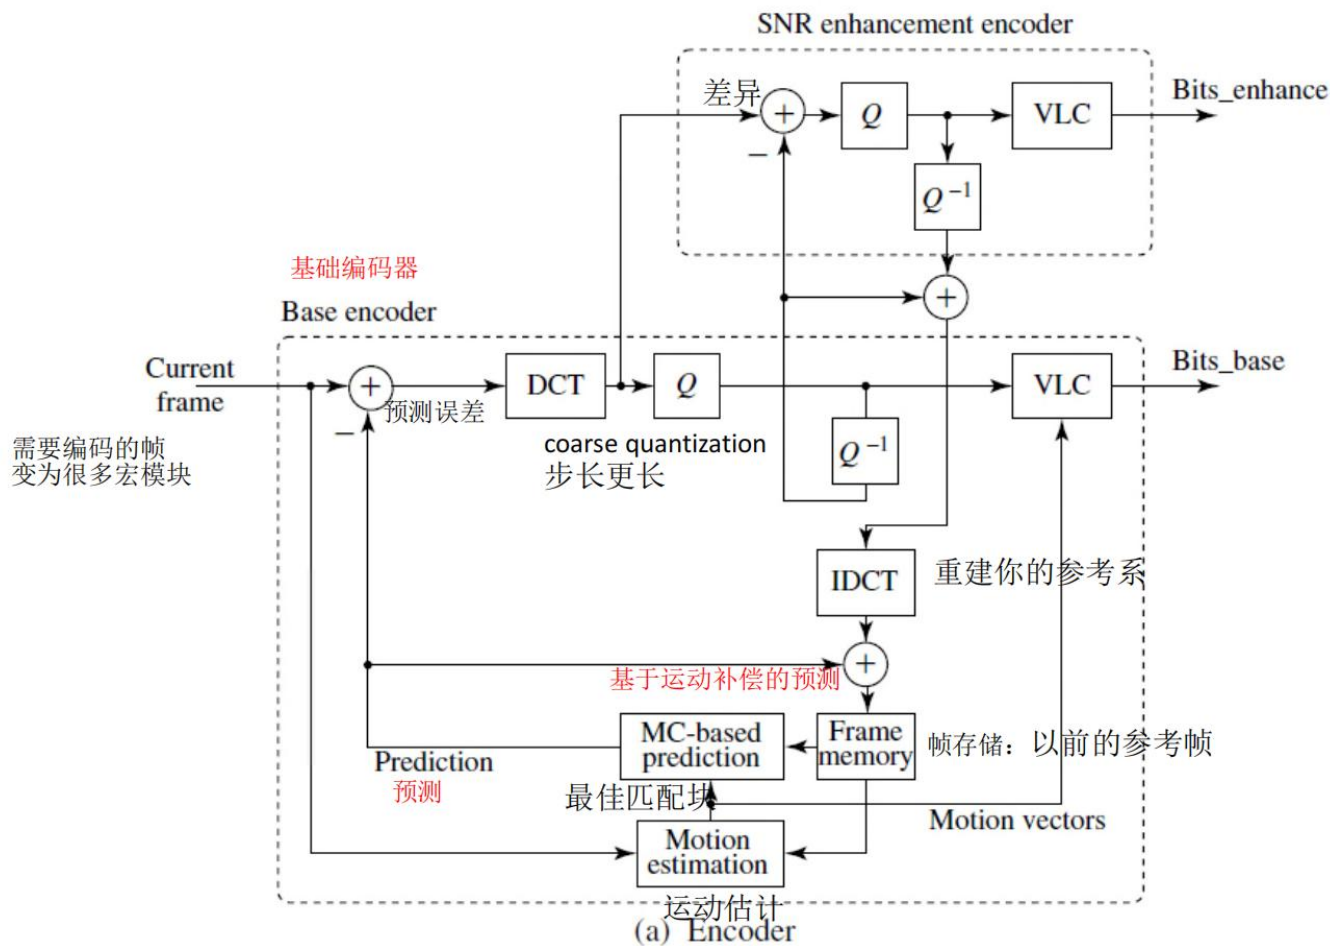 SNR enhancement encoder
差异
+
Q
VLC
Bits_enhance
−
Q −1
基础编码器
+
Base encoder
Current
frame
+
DCT
Q
VLC
Bits_base
预测误差
−
需要编码的帧
变为很多宏模块
coarse quantization
步长更长
Q −1
IDCT
重建你的参考系
+
基于运动补偿的预测
MC-based
prediction
Frame
memory
帧存储：以前的参考帧
Prediction
预测
最佳匹配块
Motion vectors
Motion
estimation
运动估计
(a) Encoder